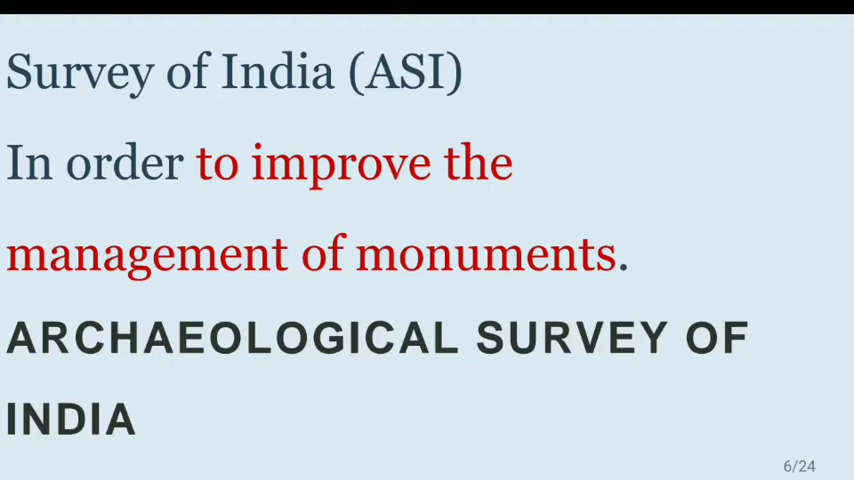 Survey of India (ASI)
In order to improve the
management of monuments.
ARCHAEOLOGICAL SURVEY OF
INDIA
6/24